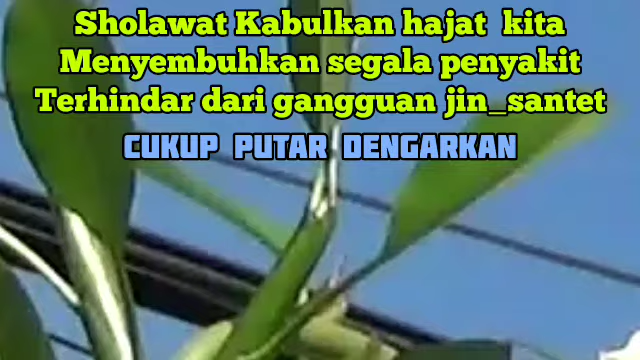 Sholawat Kabulkan hajat kita
Menyembuhkan segala penyakit
Terhindar dari gangguan jin_santet
CUKUP PUTAR DENGARKAN